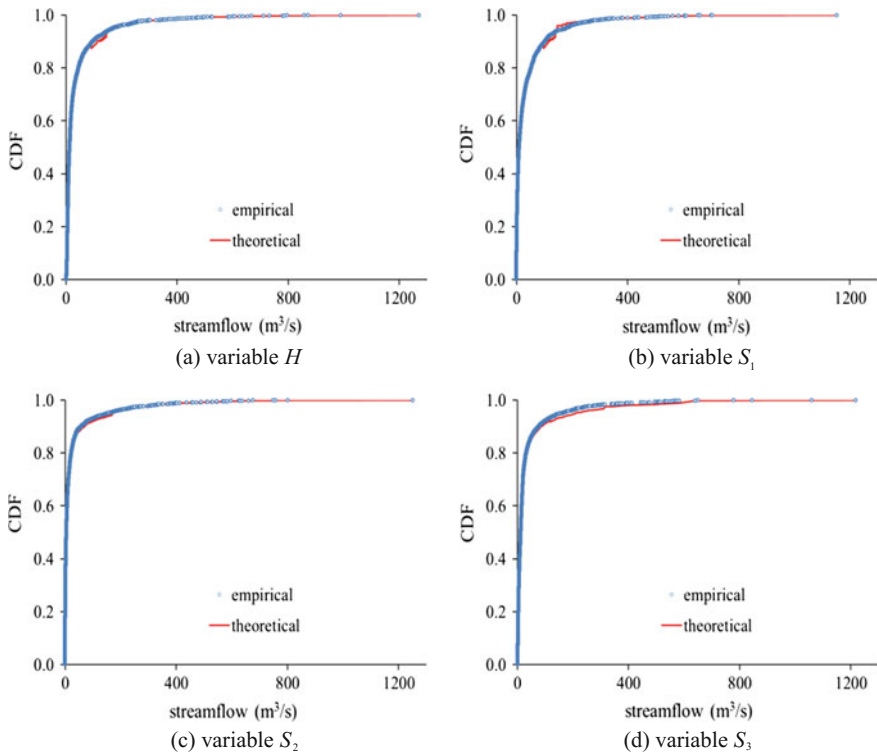 1.0
0.8
0.6
0.4
0.2
0.0
CDF
empirical
theoretical
0 400 800 1200
streamflow (m³/s)
(a) variable H
1.0
0.8
0.6
0.4
0.2
0.0
CDF
empirical
theoretical
0 400 800 1200
streamflow (m³/s)
(b) variable S₁
1.0
0.8
0.6
0.4
0.2
0.0
CDF
empirical
theoretical
0 400 800 1200
streamflow (m³/s)
(c) variable S₂
1.0
0.8
0.6
0.4
0.2
0.0
CDF
empirical
theoretical
0 400 800 1200
streamflow (m³/s)
(d) variable S₃